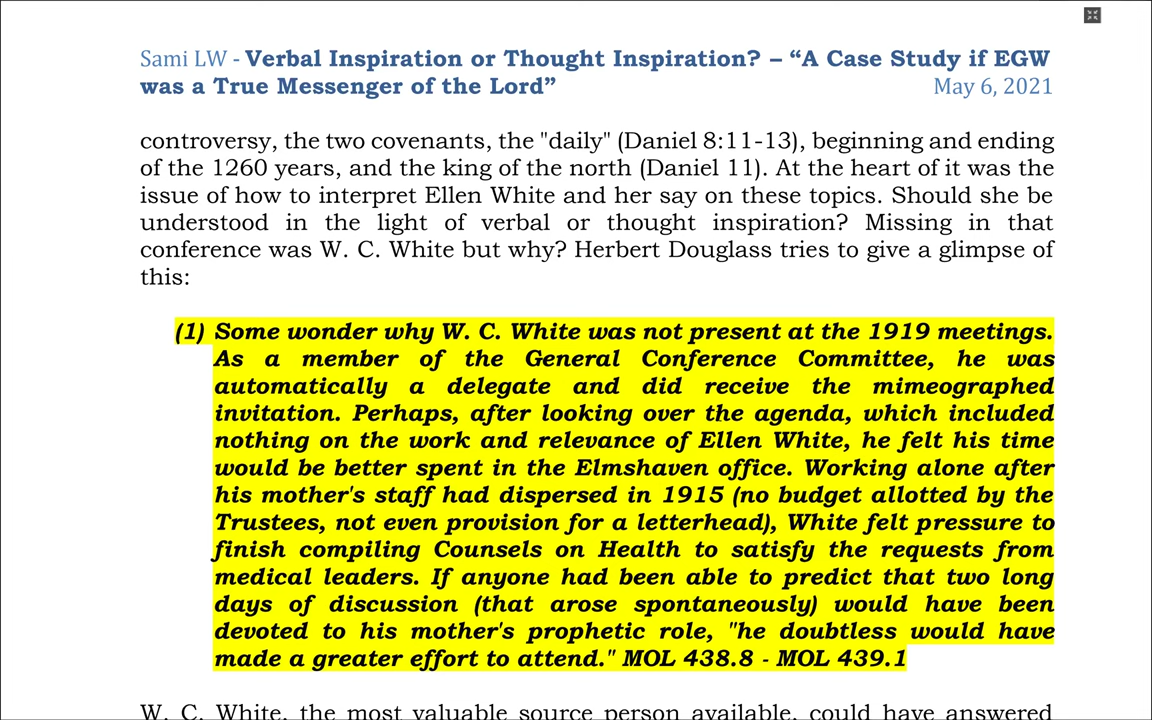 Sami LW - Verbal Inspiration or Thought Inspiration? – “A Case Study if EGW
was a True Messenger of the Lord” May 6, 2021
controversy, the two covenants, the "daily" (Daniel 8:11-13), beginning and ending
of the 1260 years, and the king of the north (Daniel 11). At the heart of it was the
issue of how to interpret Ellen White and her say on these topics. Should she be
understood in the light of verbal or thought inspiration? Missing in that
conference was W. C. White but why? Herbert Douglass tries to give a glimpse of
this:
(1) Some wonder why W. C. White was not present at the 1919 meetings.
As a member of the General Conference Committee, he was
automatically a delegate and did receive the mimeographed
invitation. Perhaps, after looking over the agenda, which included
nothing on the work and relevance of Ellen White, he felt his time
would be better spent in the Elmshaven office. Working alone after
his mother's staff had dispersed in 1915 (no budget allotted by the
Trustees, not even provision for a letterhead), White felt pressure to
finish compiling Counsels on Health to satisfy the requests from
medical leaders. If anyone had been able to predict that two long
days of discussion (that arose spontaneously) would have been
devoted to his mother's prophetic role, "he doubtless would have
made a greater effort to attend." MOL 438.8 - MOL 439.1
W. C. White, the most valuable source person available, could have answered